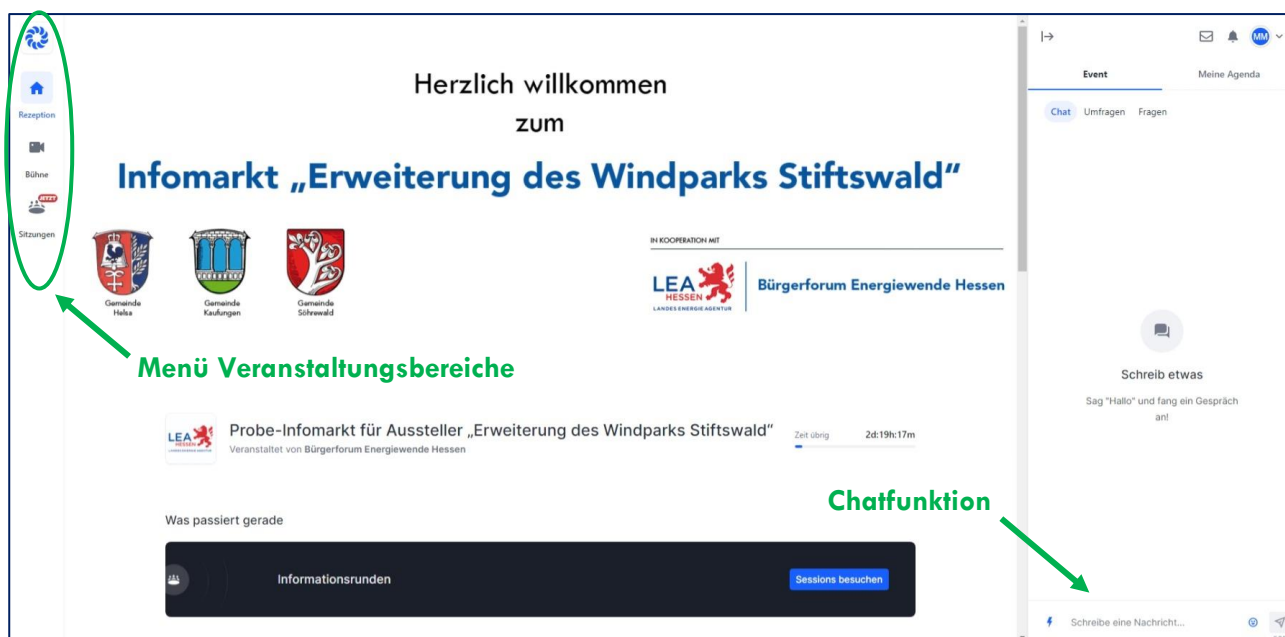 Rezeption
Bühne
JETZT
Sitzungen
Herzlich willkommen
zum
Infomarkt „Erweiterung des Windparks Stiftswald“
Gemeinde
Helsa
Gemeinde
Kaufungen
Gemeinde
Söhrewald
IN KOOPERATION MIT
LEA
HESSEN
LANDES ENERGIE AGENTUR
Bürgerforum Energiewende Hessen
Menü Veranstaltungsbereiche
LEA
HESSEN
Probe-Infomarkt für Aussteller „Erweiterung des Windparks Stiftswald“
Veranstaltet von Bürgerforum Energiewende Hessen
Zeit übrig 2d:19h:17m
Was passiert gerade
Informationsrunden
Sessions besuchen
MM
Event Meine Agenda
Chat Umfragen Fragen
Schreib etwas
Sag "Hallo" und fang ein Gespräch
an!
Chatfunktion
Schreibe eine Nachricht...